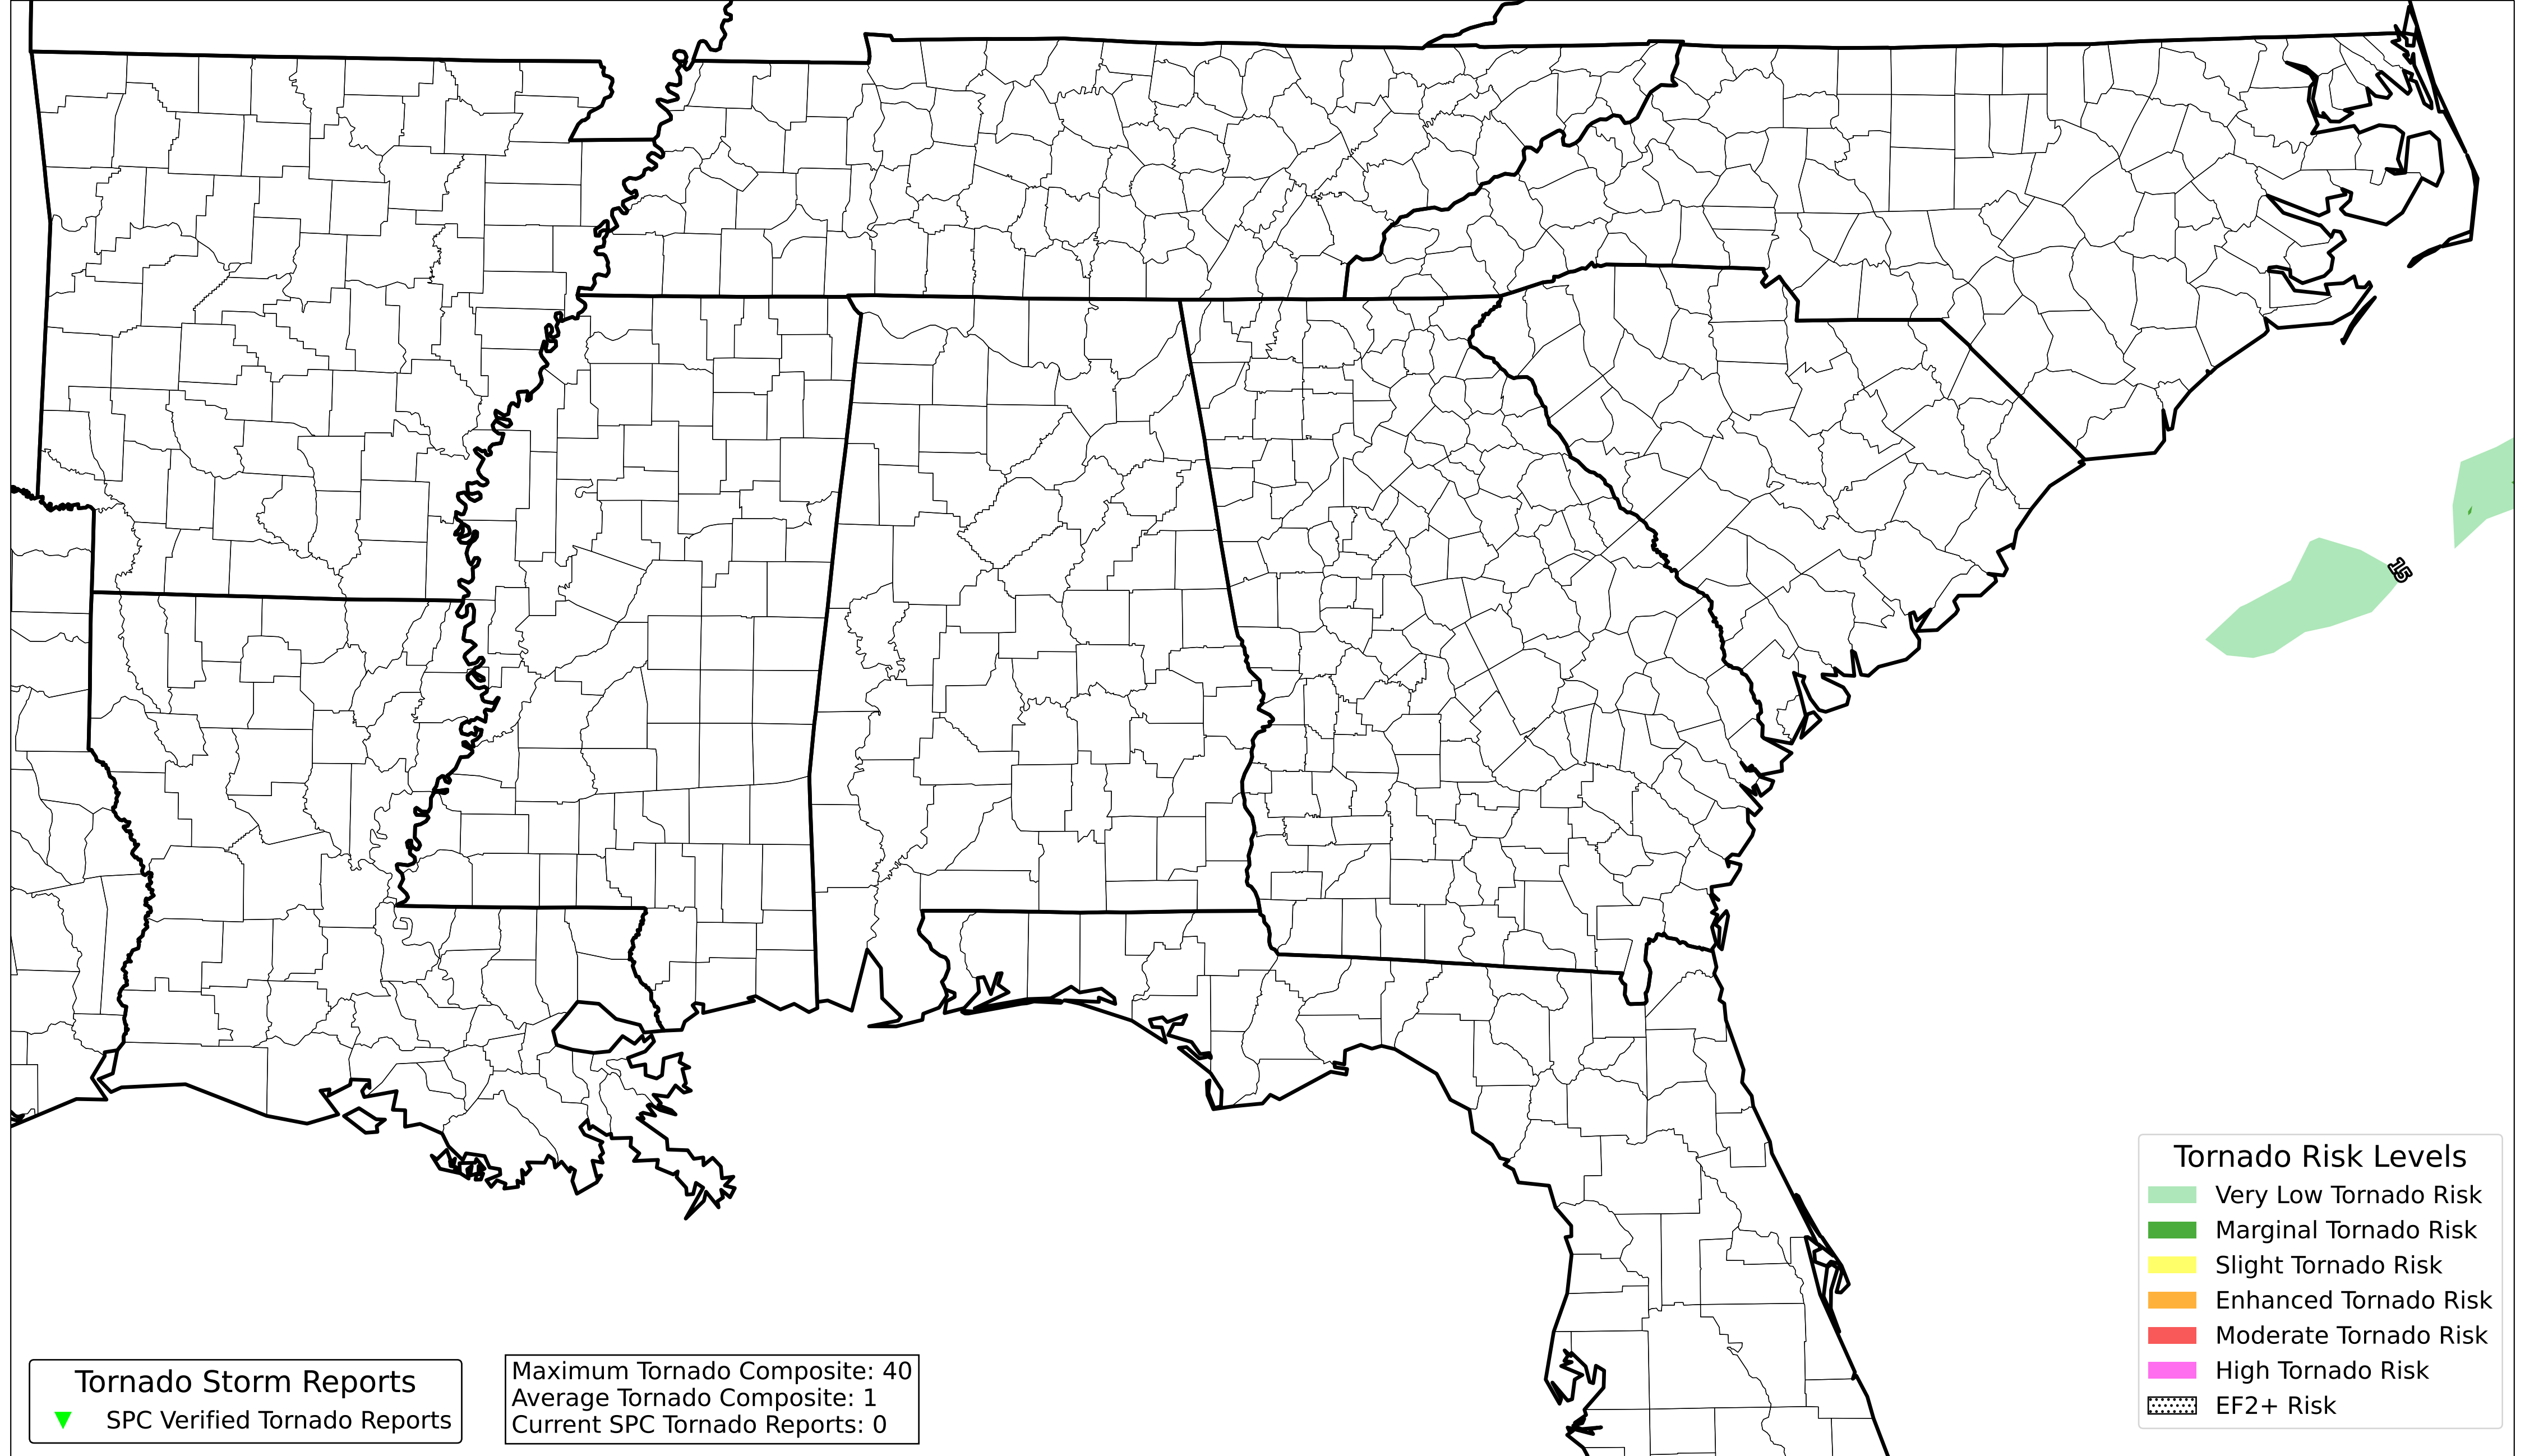 15
Tornado Risk Levels
Very Low Tornado Risk
Marginal Tornado Risk
Slight Tornado Risk
Enhanced Tornado Risk
Moderate Tornado Risk
High Tornado Risk
EF2+ Risk
Tornado Storm Reports
SPC Verified Tornado Reports
Maximum Tornado Composite: 40
Average Tornado Composite: 1
Current SPC Tornado Reports: 0